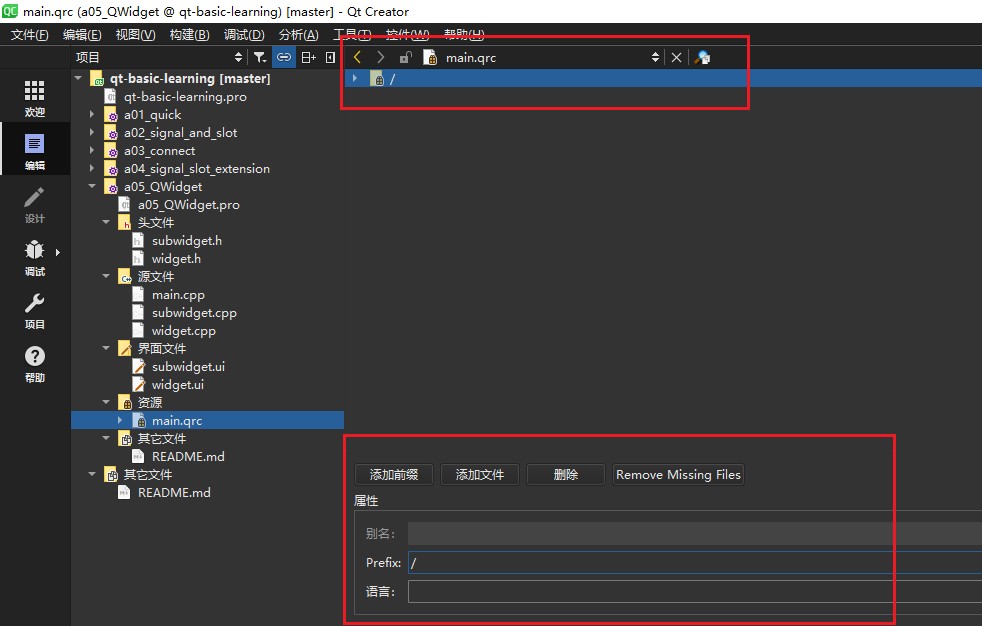 main.qrc (a05_QWidget @ qt-basic-learning) [master] - Qt Creator
文件(F) 编辑(E) 视图(V) 构建(B) 调试(D) 分析(A) 工具(T) 控件(W) 帮助(H)
项目
main.qrc
欢迎
编辑
设计
调试
项目
帮助
qt-basic-learning [master]
qt-basic-learning.pro
a01_quick
a02_signal_and_slot
a03_connect
a04_signal_slot_extension
a05_QWidget
a05_QWidget.pro
头文件
subwidget.h
widget.h
源文件
main.cpp
subwidget.cpp
widget.cpp
界面文件
subwidget.ui
widget.ui
资源
main.qrc
其它文件
README.md
其它文件
README.md
/
添加前缀 添加文件 删除 Remove Missing Files
属性
别名:
Prefix: /
语言: